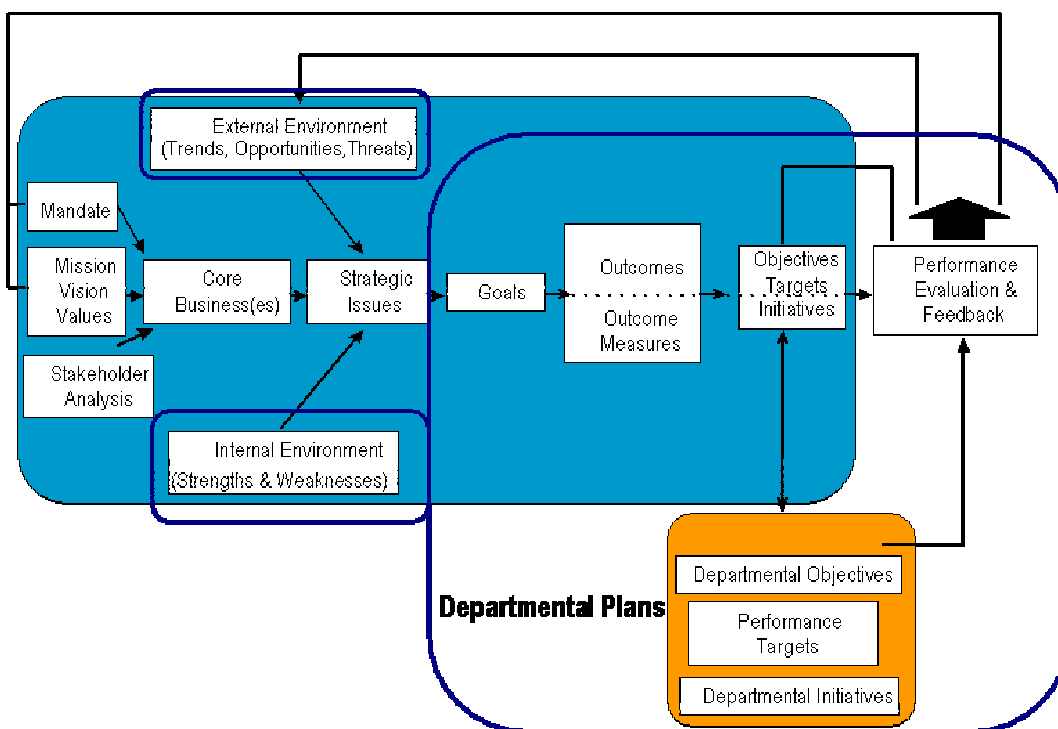 External Environment
(Trends, Opportunities,Threats)
Mandate
Mission
Vision
Values
Stakeholder
Analysis
Core
Business(es)
Strategic
Issues
Internal Environment
(Strengths & Weaknesses)
Goals
Outcomes
Outcome
Measures
Objectives
Targets
Initiatives
Performance
Evaluation &
Feedback
Departmental Plans
Departmental Objectives
Performance
Targets
Departmental Initiatives